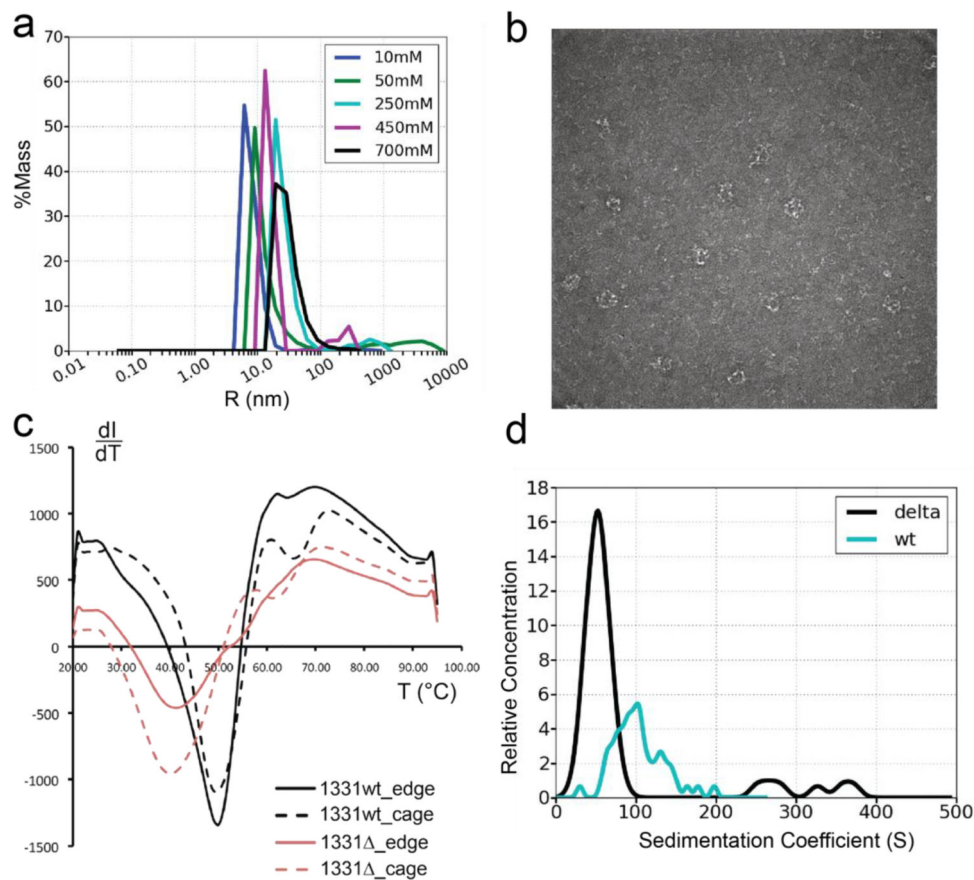 a
70
60
50
40
30
20
10
0
%Mass
10mM
50mM
250mM
450mM
700mM
0.01
0.10
1.00
10.0
100
1000
10000
R (nm)
b
c
dI
dT
1500
1000
500
0
-500
-1000
-1500
20.00 30.00 40.00 50.00 60.00 70.00 80.00 90.00 100.00
T (°C)
1331wt_edge
1331wt_cage
1331Δ_edge
1331Δ_cage
d
18
16
14
12
10
8
6
4
2
0
Relative Concentration
delta
wt
0 100 200 300 400 500
Sedimentation Coefficient (S)